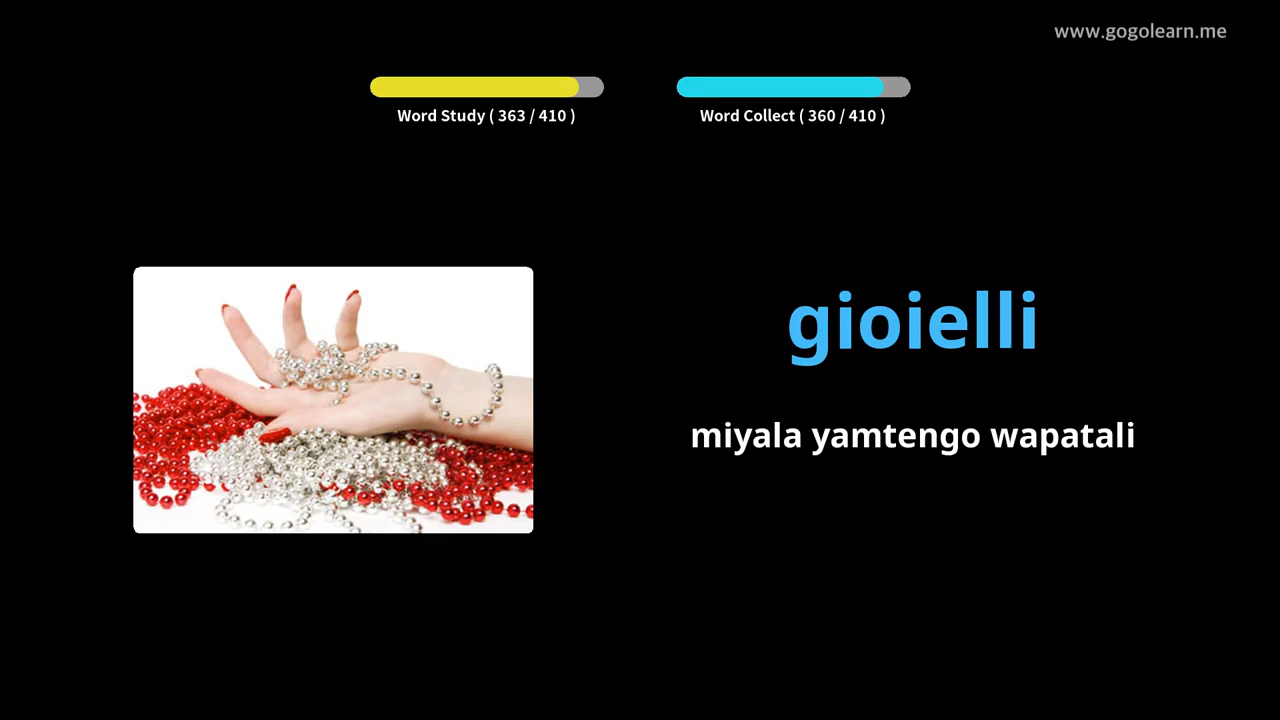 www.gogolearn.me
Word Study ( 363 / 410 )
Word Collect ( 360 / 410 )
gioielli
miyala yamtengo wapatali